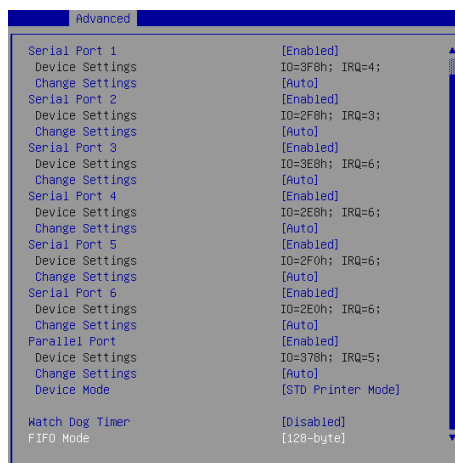 Advanced
Serial Port 1 [Enabled]
Device Settings IO=3F8h; IRQ=4;
Change Settings [Auto]
Serial Port 2 [Enabled]
Device Settings IO=2F8h; IRQ=3;
Change Settings [Auto]
Serial Port 3 [Enabled]
Device Settings IO=3E8h; IRQ=6;
Change Settings [Auto]
Serial Port 4 [Enabled]
Device Settings IO=2E8h; IRQ=6;
Change Settings [Auto]
Serial Port 5 [Enabled]
Device Settings IO=2F0h; IRQ=6;
Change Settings [Auto]
Serial Port 6 [Enabled]
Device Settings IO=2E0h; IRQ=6;
Change Settings [Auto]
Parallel Port [Enabled]
Device Settings IO=378h; IRQ=5;
Change Settings [Auto]
Device Mode [STD Printer Mode]
Watch Dog Timer [Disabled]
FIFO Mode [128-byte]